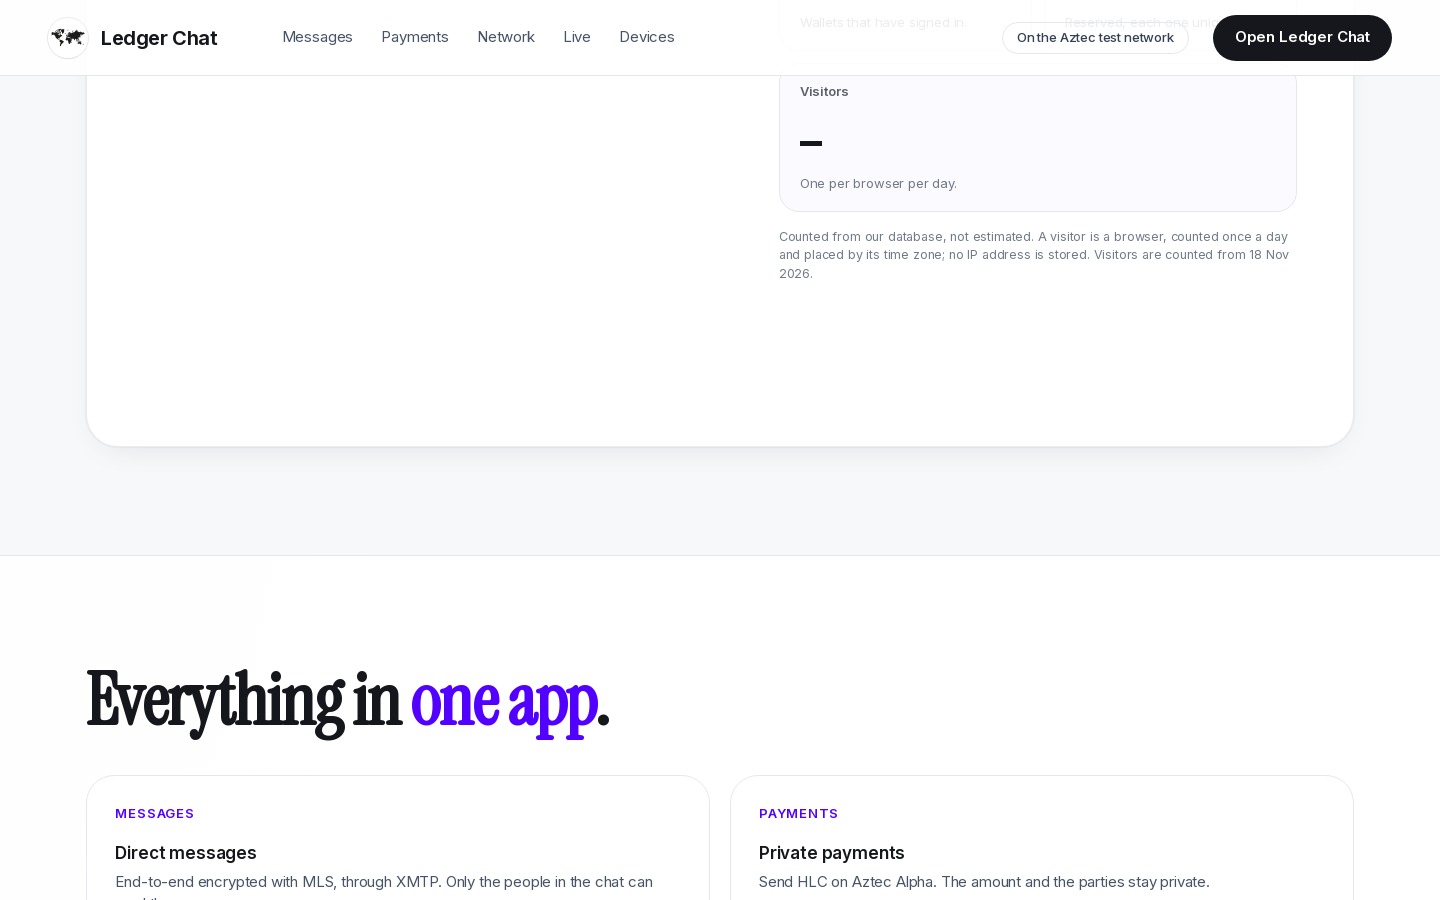 Ledger Chat
Messages
Payments
Network
Live
Devices
On the Aztec test network
Open Ledger Chat
Wallets that have signed in.
Reserved, each one
Visitors
–
One per browser per day.
Counted from our database, not estimated. A visitor is a browser, counted once a day
and placed by its time zone; no IP address is stored. Visitors are counted from 18 Nov
2026.
Everything in one app.
MESSAGES
Direct messages
End-to-end encrypted with MLS, through XMTP. Only the people in the chat can
PAYMENTS
Private payments
Send HLC on Aztec Alpha. The amount and the parties stay private.